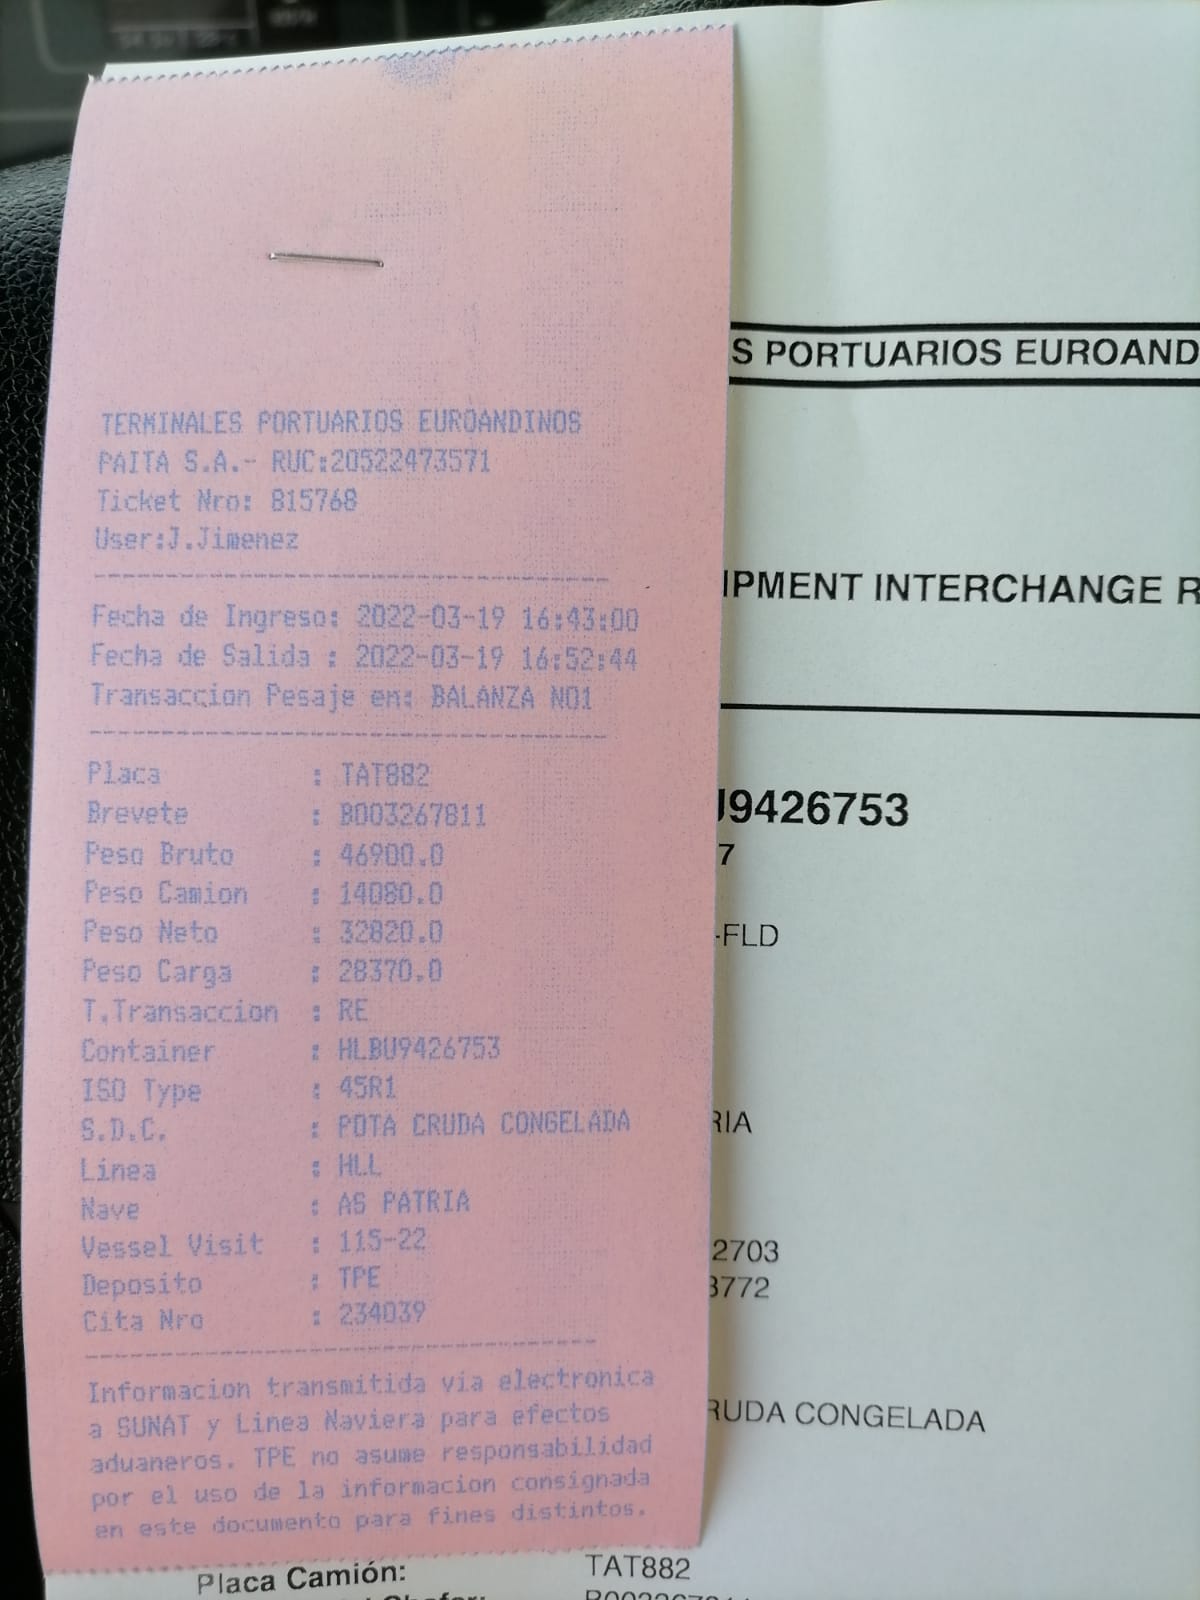 TERMINALES PORTUARIOS EUROANDINOS
PAITA S.A.- RUC:20522473571
Ticket Nro: 815768
User:J.Jimenez
Fecha de Ingreso: 2022-03-19 16:43:00
Fecha de Salida : 2022-03-19 16:52:44
Transaccion Pesaje en: BALANZA NO1
Placa : TAT882
Brevete : B003267811
Peso Bruto : 46900.0
Peso Camion : 14080.0
Peso Neto : 32820.0
Peso Carga : 28370.0
T.Transaccion : RE
Container : HLBU9426753
ISO Type : 45R1
S.D.C. : POTA CRUDA CONGELADA
Linea : HLL
Nave : AS PATRIA
Vessel Visit : 115-22
Deposito : TPE
Cita Nro : 234039
Informacion transmitida via electronica
a SUNAT y Linea Naviera para efectos
aduaneros. TPE no asume responsabilidad
por el uso de la informacion consignada
en este documento para fines distintos.
S PORTUARIOS EUROAND
IPMENT INTERCHANGE R
U9426753
7
-FLD
RIA
2703
3772
RUDA CONGELADA
Placa Camión: TAT882